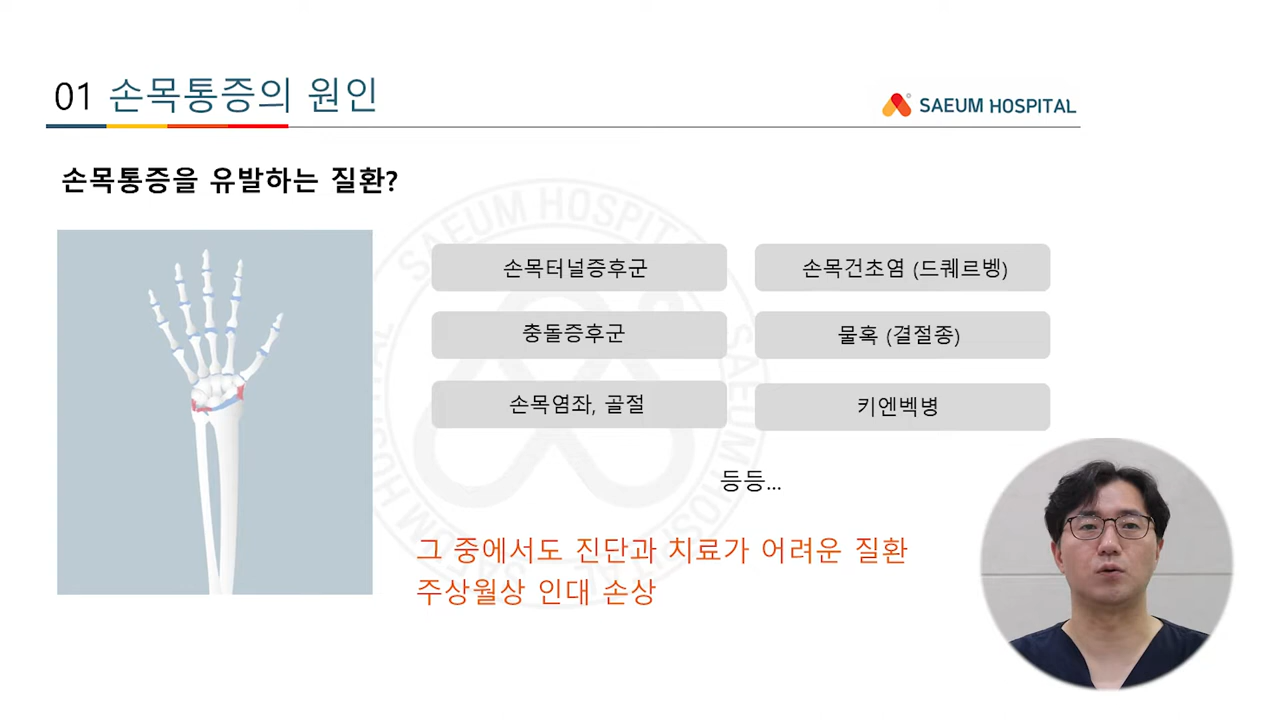 01 손목통증의 원인
SAEUM HOSPITAL
손목통증을 유발하는 질환?
손목터널증후군
손목건초염 (드퀘르벵)
충돌증후군
물혹 (결절종)
손목염좌, 골절
키엔벡병
등등...
그 중에서도 진단과 치료가 어려운 질환
주상월상 인대 손상
SAEUM HOSPITAL